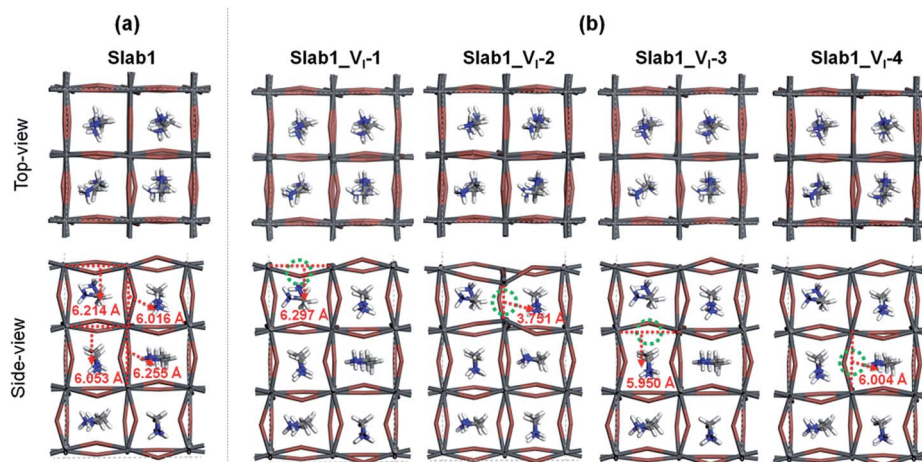 (a)
(b)
Slab1
Slab1_VI-1
Slab1_VI-2
Slab1_VI-3
Slab1_VI-4
Top-view
Side-view
6.214 Å
6.016 Å
6.053 Å
6.255 Å
6.297 Å
3.751 Å
5.950 Å
6.004 Å